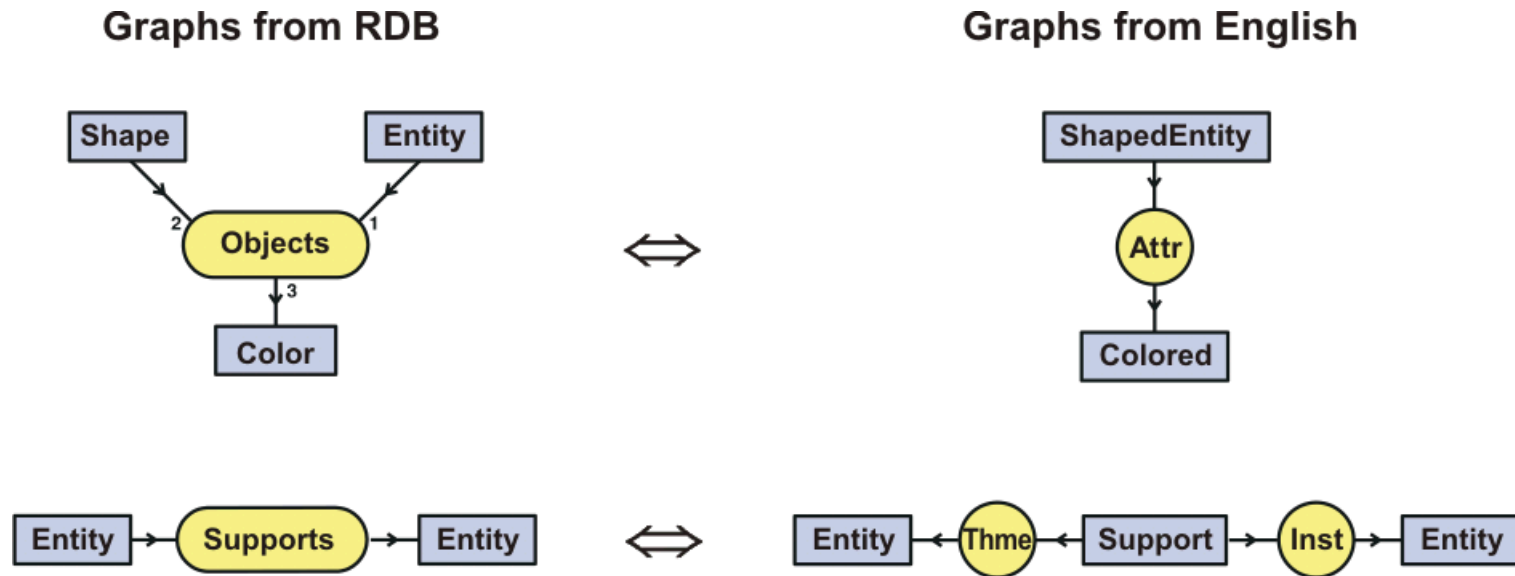 Graphs from RDB
Graphs from English
Shape
Entity
2
1
Objects
3
Color
ShapedEntity
Attr
Colored
Entity
Supports
Entity
Entity
Thme
Support
Inst
Entity